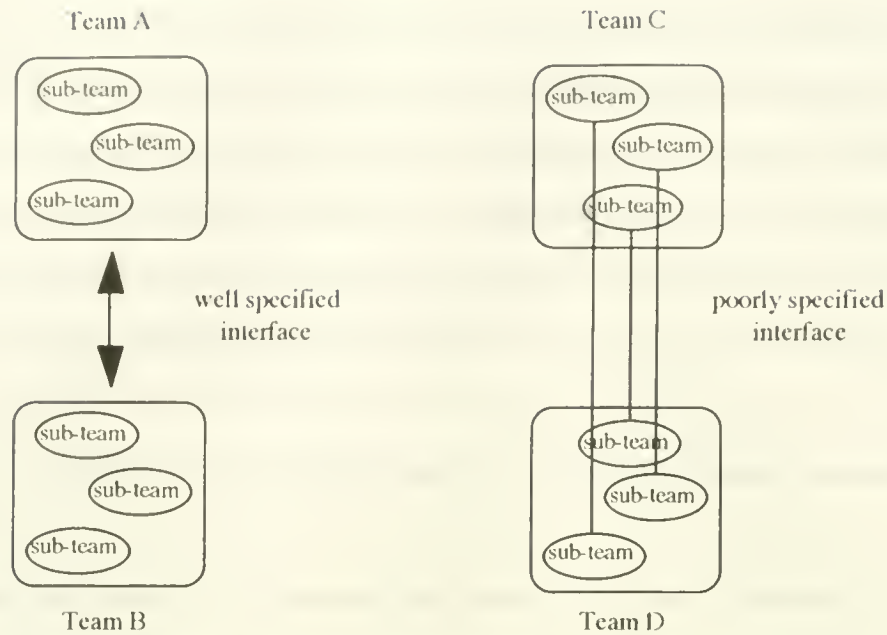 Team A
sub-team
sub-team
sub-team
well specified
interface
sub-team
sub-team
sub-team
Team B
Team C
sub-team
sub-team
sub-team
poorly specified
interface
sub-team
sub-team
sub-team
Team D